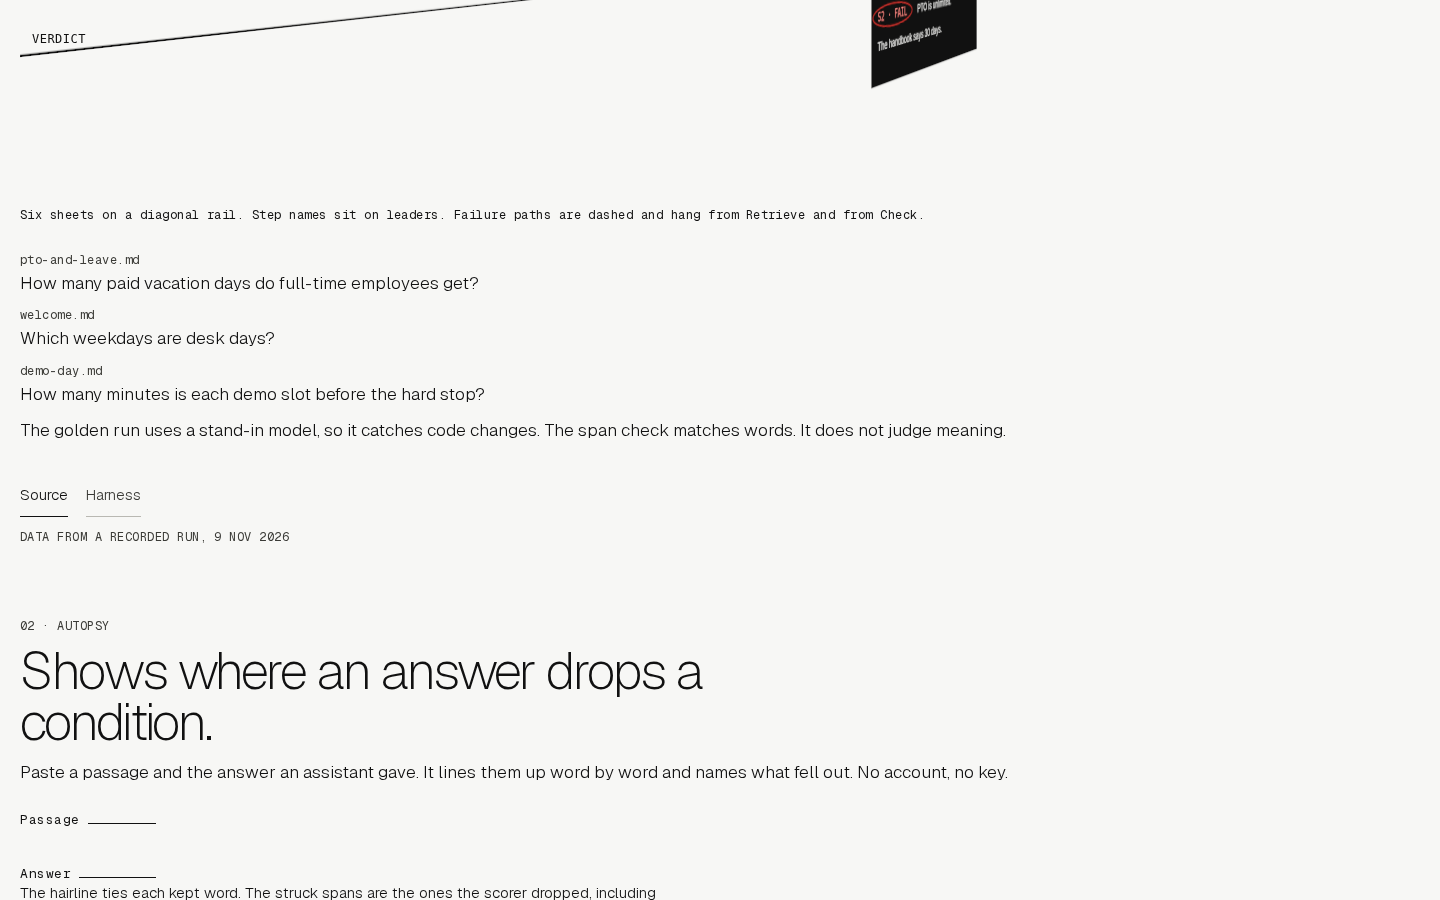 S2 · FAIL PTO is unlimited.
The handbook says 30 days.
VERDICT
Six sheets on a diagonal rail. Step names sit on leaders. Failure paths are dashed and hang from Retrieve and from Check.
pto-and-leave.md
How many paid vacation days do full-time employees get?
welcome.md
Which weekdays are desk days?
demo-day.md
How many minutes is each demo slot before the hard stop?
The golden run uses a stand-in model, so it catches code changes. The span check matches words. It does not judge meaning.
Source Harness
DATA FROM A RECORDED RUN, 9 NOV 2026
02 · AUTOPSY
Shows where an answer drops a
condition.
Paste a passage and the answer an assistant gave. It lines them up word by word and names what fell out. No account, no key.
Passage
Answer
The hairline ties each kept word. The struck spans are the ones the scorer dropped, including